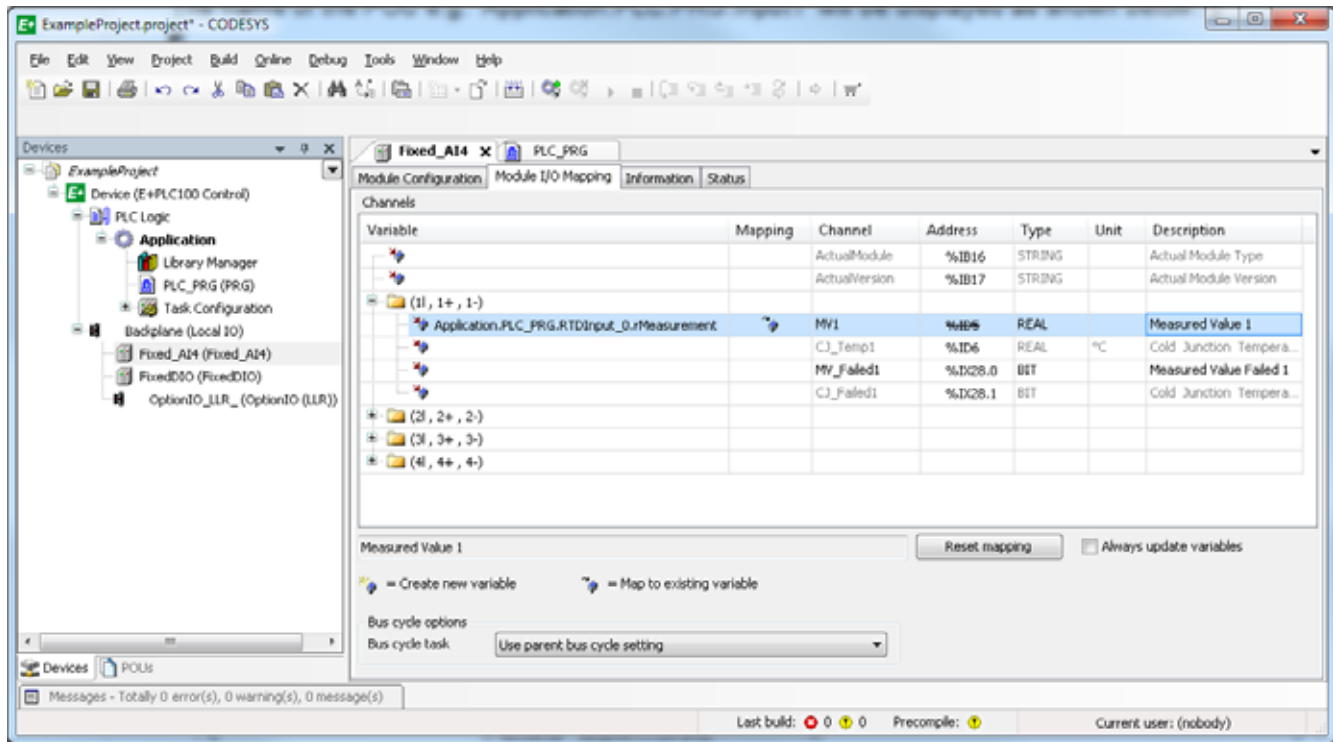 ExampleProject.project* - CODESYS
File Edit View Project Build Online Debug Tools Window Help
Devices
ExampleProject
Device (E+PLC100 Control)
PLC Logic
Application
Library Manager
PLC_PRG (PRG)
Task Configuration
Backplane (Local IO)
Fixed_AI4 (Fixed_AI4)
FixedDIO (FixedDIO)
OptionIO_LLR_ (OptionIO (LLR))
Devices POUs
Fixed_AI4 PLC_PRG
Module Configuration Module I/O Mapping Information Status
Channels
Variable Mapping Channel Address Type Unit Description
ActualModule %IB16 STRING Actual Module Type
ActualVersion %IB17 STRING Actual Module Version
(1I , 1+ , 1-)
Application.PLC_PRG.RTDInput_0.rMeasurement MV1 %ID5 REAL Measured Value 1
CJ_Temp1 %ID6 REAL °C Cold Junction Tempera...
MV_Failed1 %IX28.0 BIT Measured Value Failed 1
CJ_Failed1 %IX28.1 BIT Cold Junction Tempera...
(2I , 2+ , 2-)
(3I , 3+ , 3-)
(4I , 4+ , 4-)
Measured Value 1 Reset mapping Always update variables
= Create new variable = Map to existing variable
Bus cycle options
Bus cycle task Use parent bus cycle setting
Messages - Totally 0 error(s), 0 warning(s), 0 message(s)
Last build: 0 0 Precompile: Current user: (nobody)